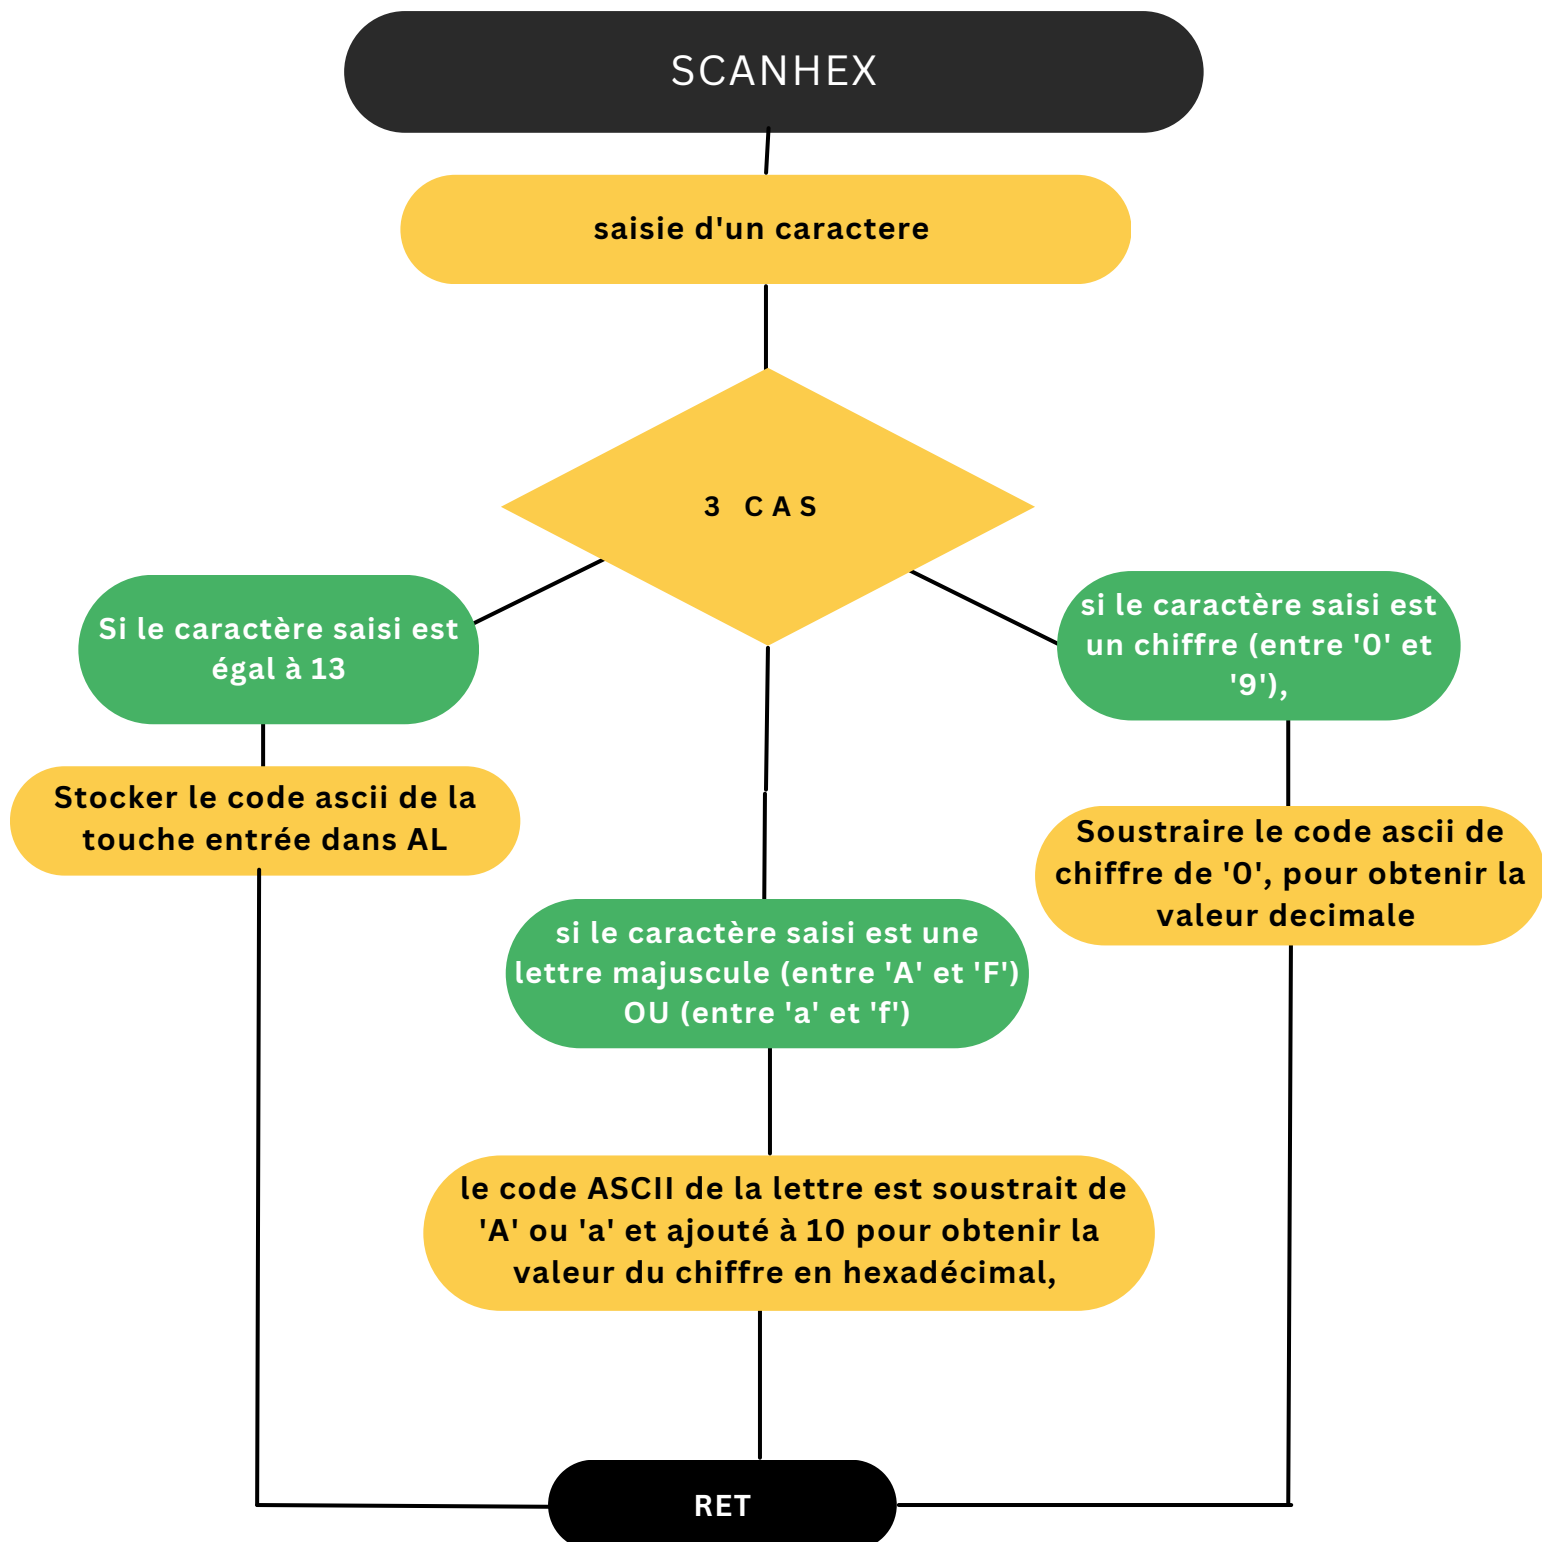 SCANHEX
saisie d'un caractere
3 CAS
Si le caractère saisi est
égal à 13
si le caractère saisi est
un chiffre (entre '0' et
'9'),
Stocker le code ascii de la
touche entrée dans AL
Soustraire le code ascii de
chiffre de '0', pour obtenir la
valeur decimale
si le caractère saisi est une
lettre majuscule (entre 'A' et 'F')
OU (entre 'a' et 'f')
le code ASCII de la lettre est soustrait de
'A' ou 'a' et ajouté à 10 pour obtenir la
valeur du chiffre en hexadécimal,
RET